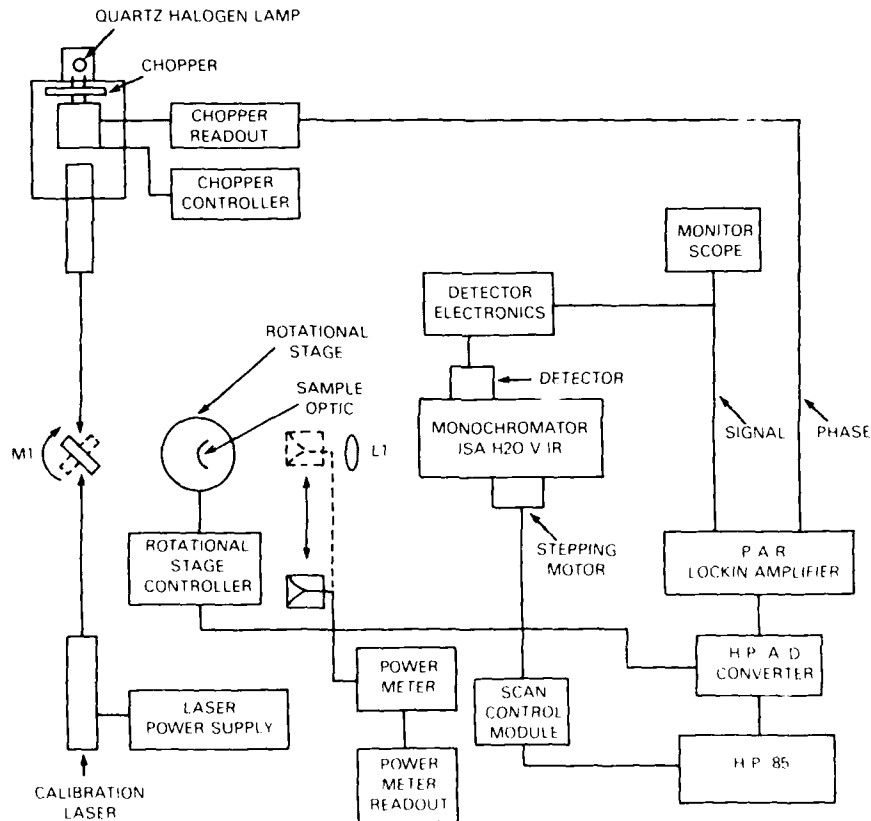 QUARTZ HALOGEN LAMP
CHOPPER
CHOPPER
READOUT
CHOPPER
CONTROLLER
MONITOR
SCOPE
DETECTOR
ELECTRONICS
ROTATIONAL
STAGE
SAMPLE
OPTIC
DETECTOR
MONOCHROMATOR
ISA H20 V IR
M1
L1
SIGNAL
PHASE
STEPPING
MOTOR
ROTATIONAL
STAGE
CONTROLLER
P A R
LOCKIN AMPLIFIER
H.P. A D
CONVERTER
POWER
METER
SCAN
CONTROL
MODULE
LASER
POWER SUPPLY
H.P. 85
POWER
METER
READOUT
CALIBRATION
LASER